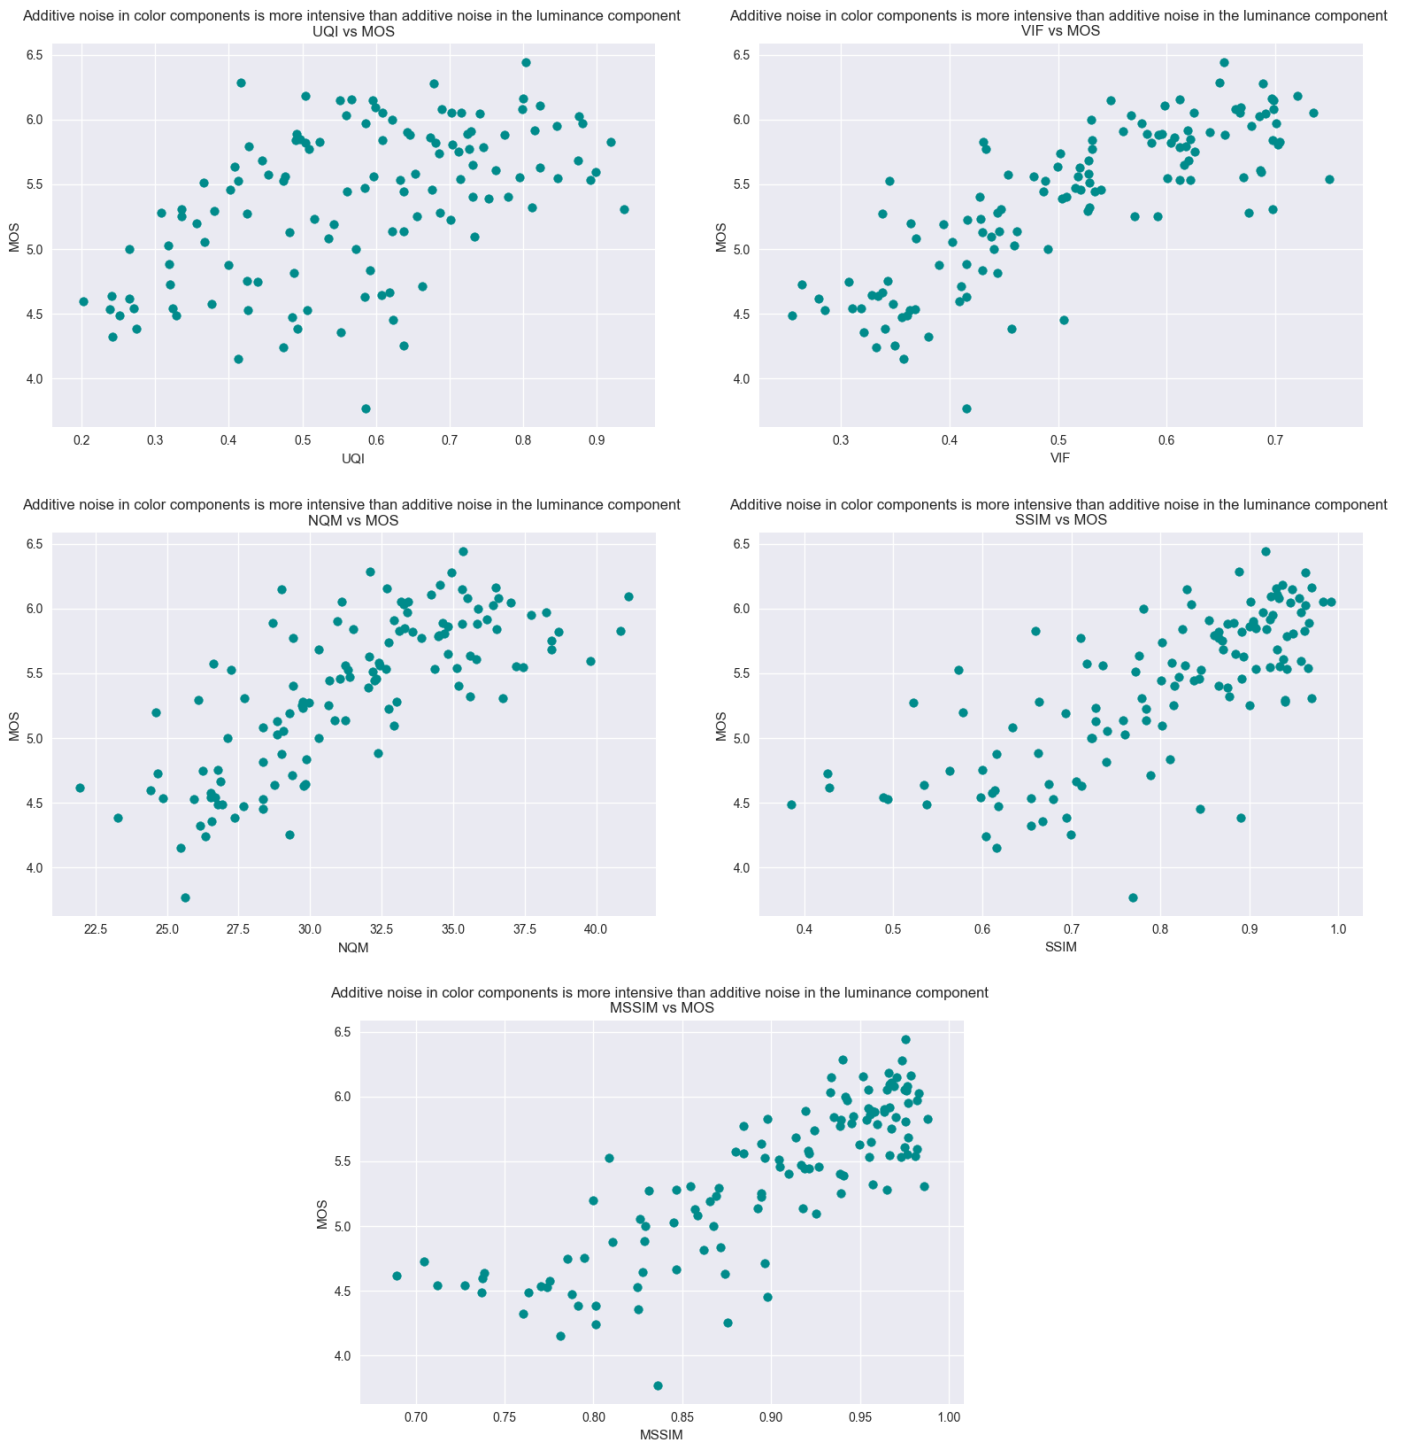 Additive noise in color components is more intensive than additive noise in the luminance component
UQI vs MOS
6.5
6.0
5.5
5.0
4.5
4.0
MOS
0.2 0.3 0.4 0.5 0.6 0.7 0.8 0.9
UQI
Additive noise in color components is more intensive than additive noise in the luminance component
VIF vs MOS
6.5
6.0
5.5
5.0
4.5
4.0
MOS
0.3 0.4 0.5 0.6 0.7
VIF
Additive noise in color components is more intensive than additive noise in the luminance component
NQM vs MOS
6.5
6.0
5.5
5.0
4.5
4.0
MOS
22.5 25.0 27.5 30.0 32.5 35.0 37.5 40.0
NQM
Additive noise in color components is more intensive than additive noise in the luminance component
SSIM vs MOS
6.5
6.0
5.5
5.0
4.5
4.0
MOS
0.4 0.5 0.6 0.7 0.8 0.9 1.0
SSIM
Additive noise in color components is more intensive than additive noise in the luminance component
MSSIM vs MOS
6.5
6.0
5.5
5.0
4.5
4.0
MOS
0.70 0.75 0.80 0.85 0.90 0.95 1.00
MSSIM